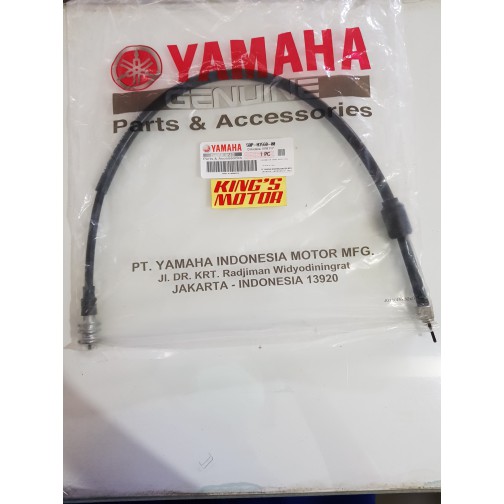 YAMAHA
GENUINE
Parts & Accessories
YAMAHA
1 PC
KING'S
MOTOR
PT. YAMAHA INDONESIA MOTOR MFG.
Jl. DR. KRT. Radjiman Widyodiningrat
JAKARTA - INDONESIA 13920